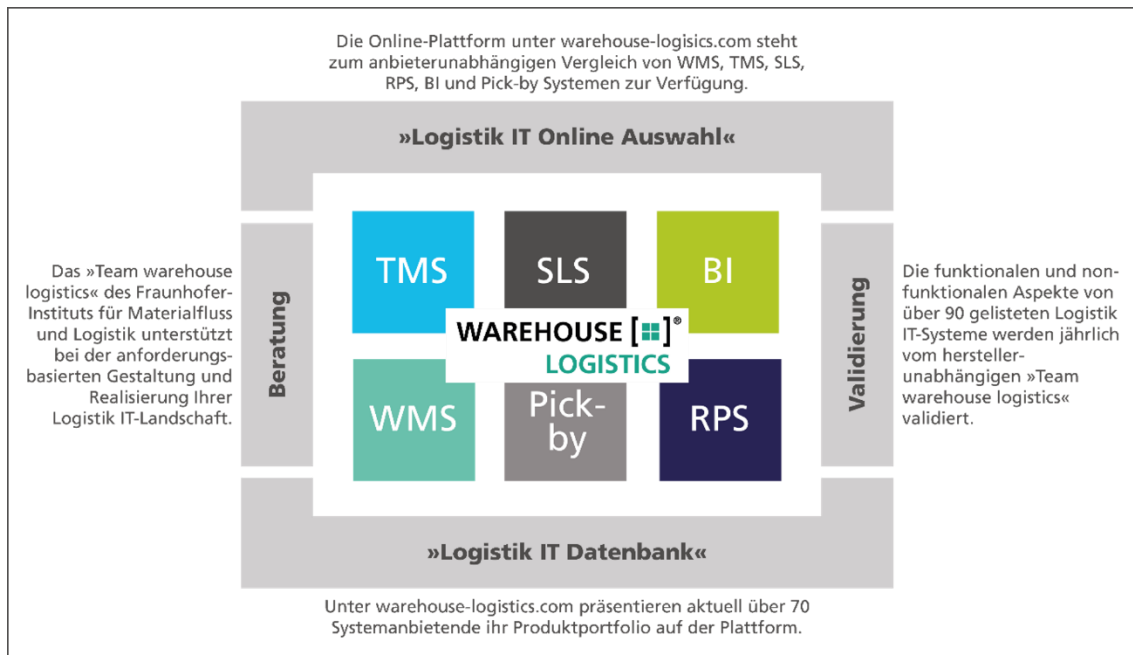 Die Online-Plattform unter warehouse-logisics.com steht
zum anbieterunabhängigen Vergleich von WMS, TMS, SLS,
RPS, BI und Pick-by Systemen zur Verfügung.
»Logistik IT Online Auswahl«
Das »Team warehouse
logistics« des Fraunhofer-
Instituts für Materialfluss
und Logistik unterstützt
bei der anforderungs-
basierten Gestaltung und
Realisierung Ihrer
Logistik IT-Landschaft.
Beratung
TMS
SLS
BI
WAREHOUSE [ ]®
LOGISTICS
WMS
Pick-
by
RPS
Validierung
Die funktionalen und non-
funktionalen Aspekte von
über 90 gelisteten Logistik
IT-Systeme werden jährlich
vom hersteller-
unabhängigen »Team
warehouse logistics«
validiert.
»Logistik IT Datenbank«
Unter warehouse-logistics.com präsentieren aktuell über 70
Systemanbietende ihr Produktportfolio auf der Plattform.